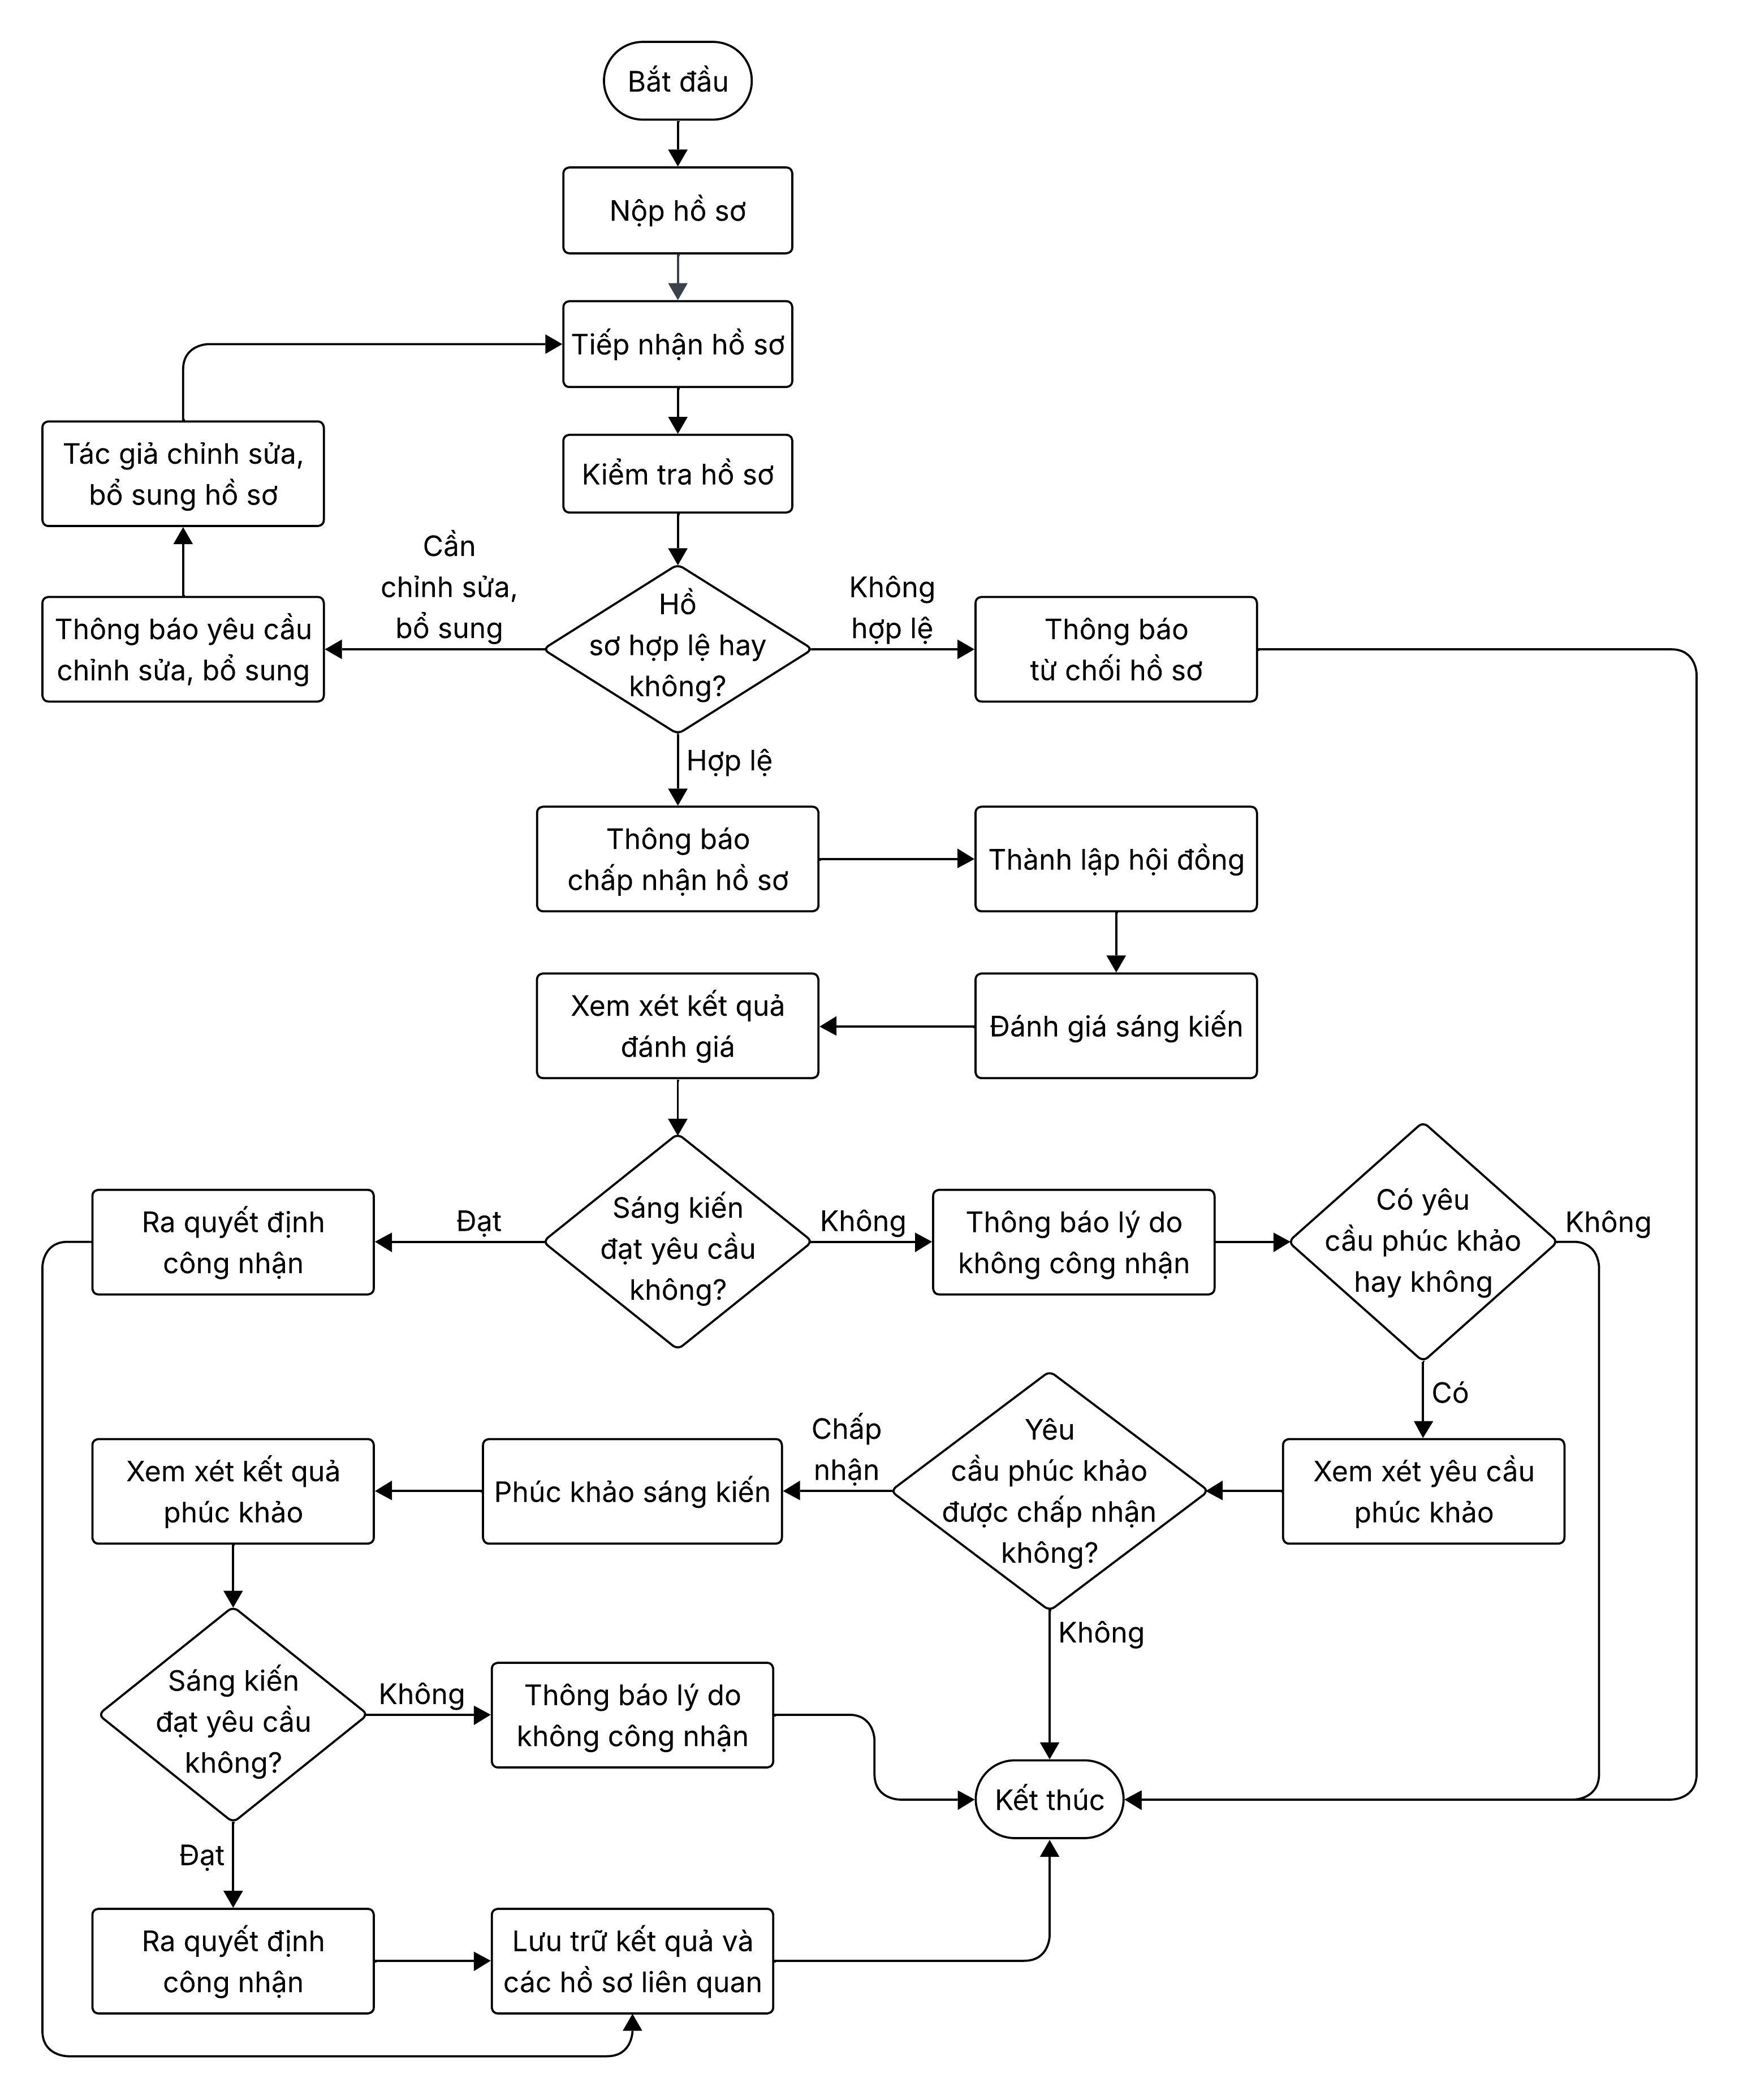 Bắt đầu
Nộp hồ sơ
Tiếp nhận hồ sơ
Tác giả chỉnh sửa,
bổ sung hồ sơ
Kiểm tra hồ sơ
Cần
chỉnh sửa,
bổ sung
Hồ
sơ hợp lệ hay
không?
Không
hợp lệ
Thông báo yêu cầu
chỉnh sửa, bổ sung
Thông báo
từ chối hồ sơ
Hợp lệ
Thông báo
chấp nhận hồ sơ
Thành lập hội đồng
Xem xét kết quả
đánh giá
Đánh giá sáng kiến
Ra quyết định
công nhận
Đạt
Sáng kiến
đạt yêu cầu
không?
Không
Thông báo lý do
không công nhận
Có yêu
cầu phúc khảo
hay không
Không
Có
Xem xét kết quả
phúc khảo
Phúc khảo sáng kiến
Chấp
nhận
Yêu
cầu phúc khảo
được chấp nhận
không?
Xem xét yêu cầu
phúc khảo
Không
Sáng kiến
đạt yêu cầu
không?
Không
Thông báo lý do
không công nhận
Kết thúc
Đạt
Ra quyết định
công nhận
Lưu trữ kết quả và
các hồ sơ liên quan